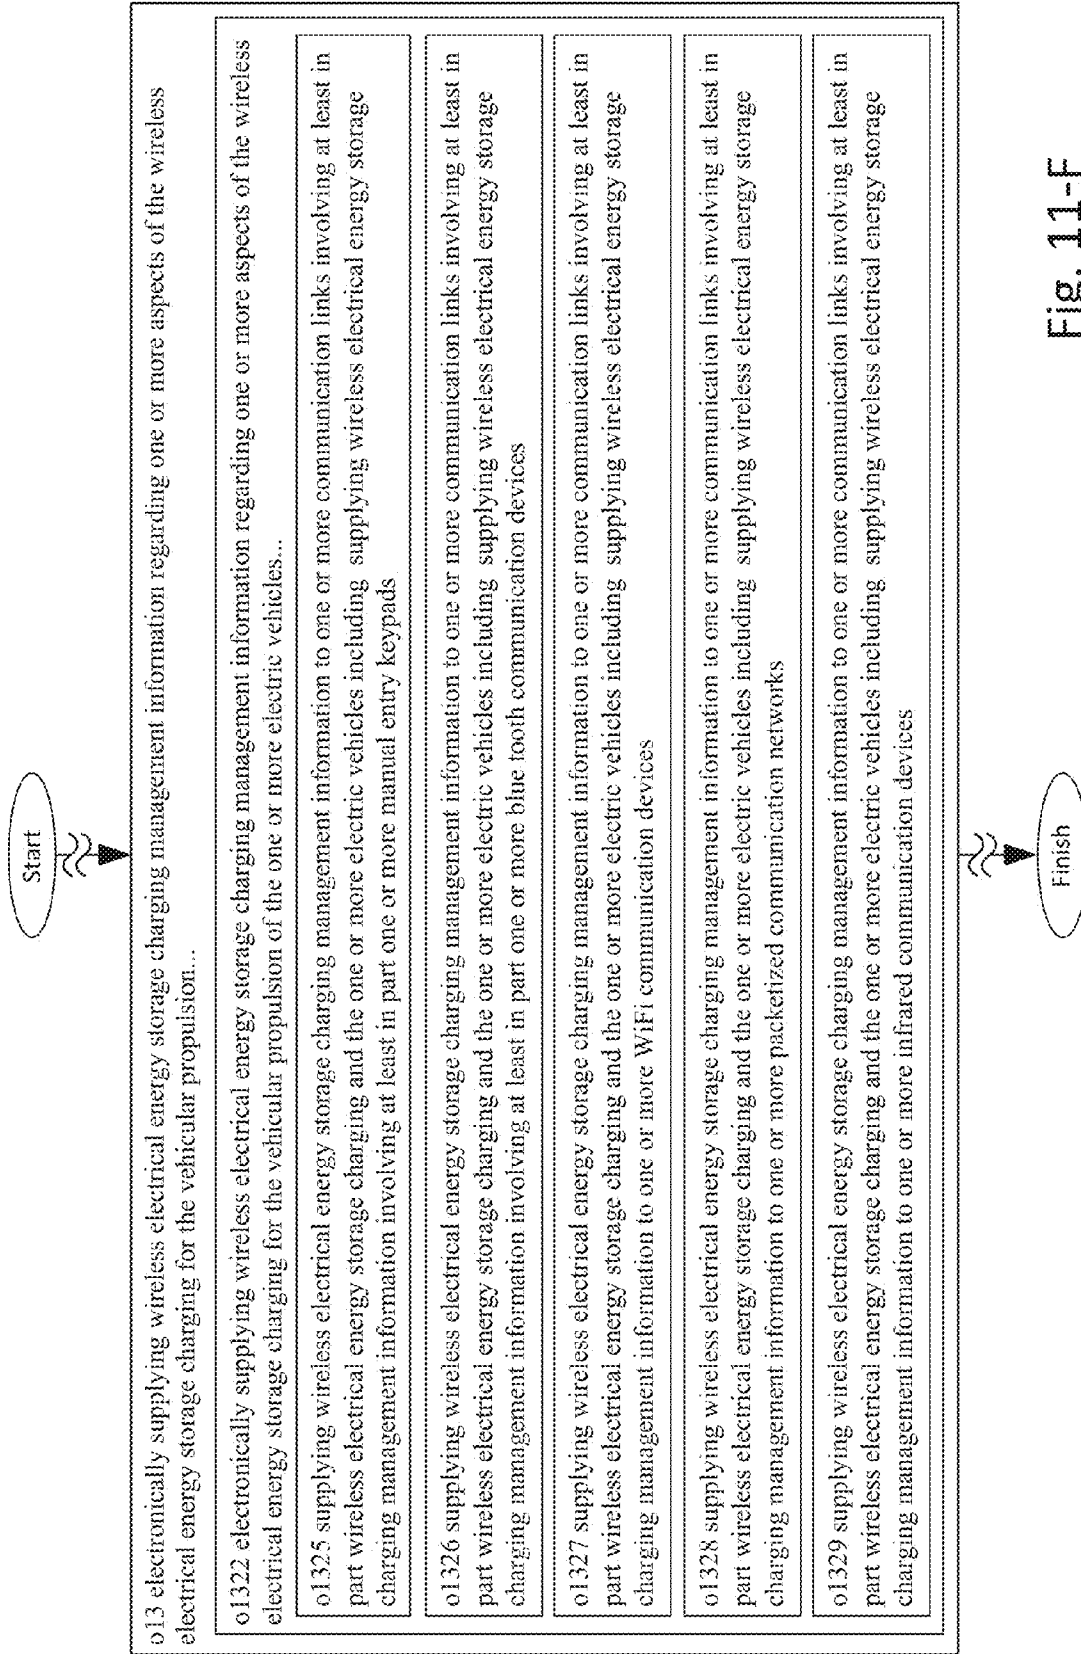 Start
o13 electronically supplying wireless electrical energy storage charging management information regarding one or more aspects of the wireless
electrical energy storage charging for the vehicular propulsion...
o1322 electronically supplying wireless electrical energy storage charging management information regarding one or more aspects of the wireless
electrical energy storage charging for the vehicular propulsion of the one or more electric vehicles...
o1325 supplying wireless electrical energy storage charging management information to one or more communication links involving at least in
part wireless electrical energy storage charging and the one or more electric vehicles including supplying wireless electrical energy storage
charging management information involving at least in part one or more manual entry keypads
o1326 supplying wireless electrical energy storage charging management information to one or more communication links involving at least in
part wireless electrical energy storage charging and the one or more electric vehicles including supplying wireless electrical energy storage
charging management information involving at least in part one or more blue tooth communication devices
o1327 supplying wireless electrical energy storage charging management information to one or more communication links involving at least in
part wireless electrical energy storage charging and the one or more electric vehicles including supplying wireless electrical energy storage
charging management information to one or more WiFi communication devices
o1328 supplying wireless electrical energy storage charging management information to one or more communication links involving at least in
part wireless electrical energy storage charging and the one or more electric vehicles including supplying wireless electrical energy storage
charging management information to one or more packetized communication networks
o1329 supplying wireless electrical energy storage charging management information to one or more communication links involving at least in
part wireless electrical energy storage charging and the one or more electric vehicles including supplying wireless electrical energy storage
charging management information to one or more infrared communication devices
Finish
Fig. 11-F